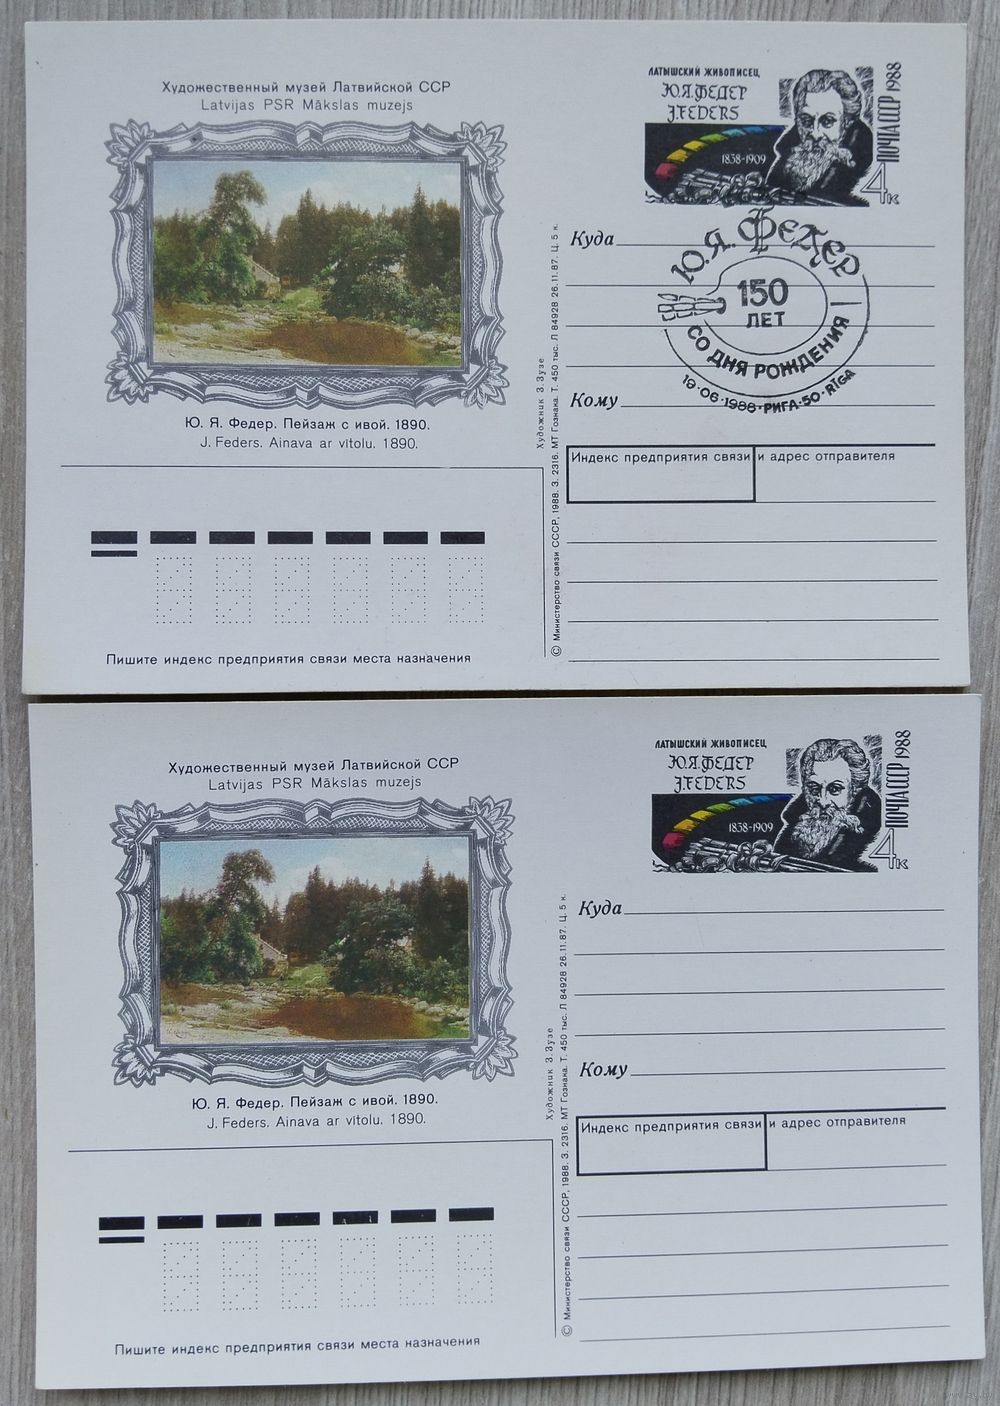 Художественный музей Латвийской ССР
Latvijas PSR Mākslas muzejs
Ю. Я. Федер. Пейзаж с ивой. 1890.
J. Feders. Ainava ar vītolu. 1890.
Пишите индекс предприятия связи места назначения
Художник З. Зузе
© Министерство связи СССР, 1988. З. 2316. МТ Гознака. Т. 450 тыс. Л 84928 26.11.87. Ц. 5 к.
ЛАТЫШСКИЙ ЖИВОПИСЕЦ
Ю.Я.ФЕДЕР
J.FEDERS
1838-1909
ПОЧТА СССР 1988
4к
Ю.Я.ФЕДЕР
150
ЛЕТ
СО ДНЯ РОЖДЕНИЯ
19·06·1988·РИГА·50·RĪGA
Куда
Кому
Индекс предприятия связи и адрес отправителя
Художественный музей Латвийской ССР
Latvijas PSR Mākslas muzejs
Ю. Я. Федер. Пейзаж с ивой. 1890.
J. Feders. Ainava ar vītolu. 1890.
Пишите индекс предприятия связи места назначения
Художник З. Зузе
© Министерство связи СССР, 1988. З. 2316. МТ Гознака. Т. 450 тыс. Л 84928 26.11.87. Ц. 5 к.
ЛАТЫШСКИЙ ЖИВОПИСЕЦ
Ю.Я.ФЕДЕР
J.FEDERS
1838-1909
ПОЧТА СССР 1988
4к
Куда
Кому
Индекс предприятия связи и адрес отправителя